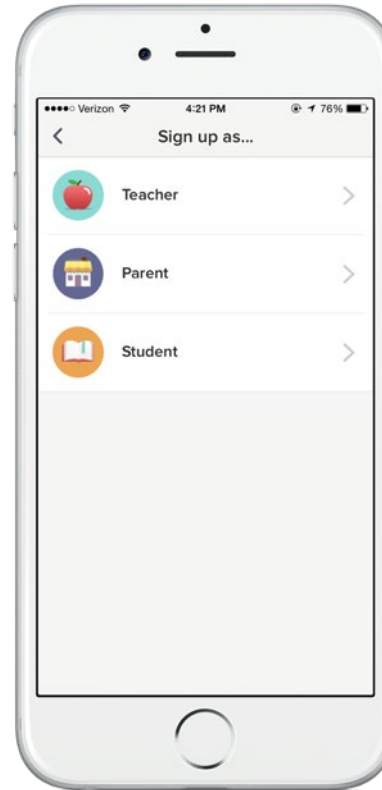 Verizon 4:21 PM 76%
Sign up as...
Teacher
Parent
Student